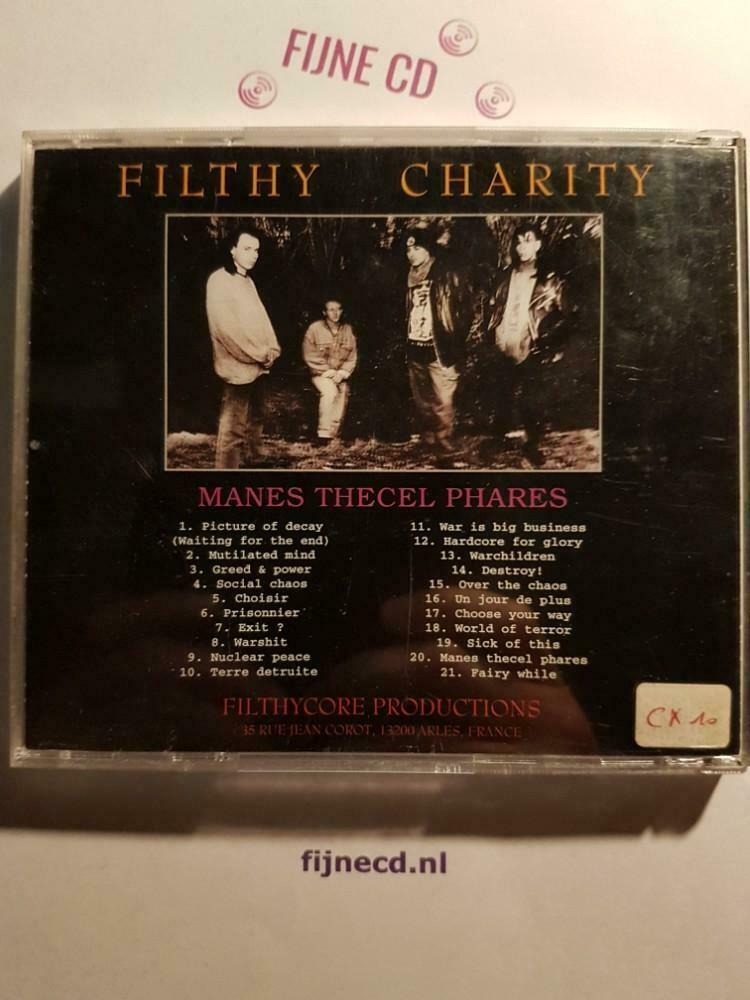 FIJNE CD
FILTHY CHARITY
MANES THECEL PHARES
1. Picture of decay
(Waiting for the end)
2. Mutilated mind
3. Greed & power
4. Social chaos
5. Choisir
6. Prisonnier
7. Exit ?
8. Warshit
9. Nuclear peace
10. Terre detruite
11. War is big business
12. Hardcore for glory
13. Warchildren
14. Destroy!
15. Over the chaos
16. Un jour de plus
17. Choose your way
18. World of terror
19. Sick of this
20. Manes thecel phares
21. Fairy while
FILTHYCORE PRODUCTIONS
35 RUE JEAN COROT, 13200 ARLES, FRANCE
fijnecd.nl